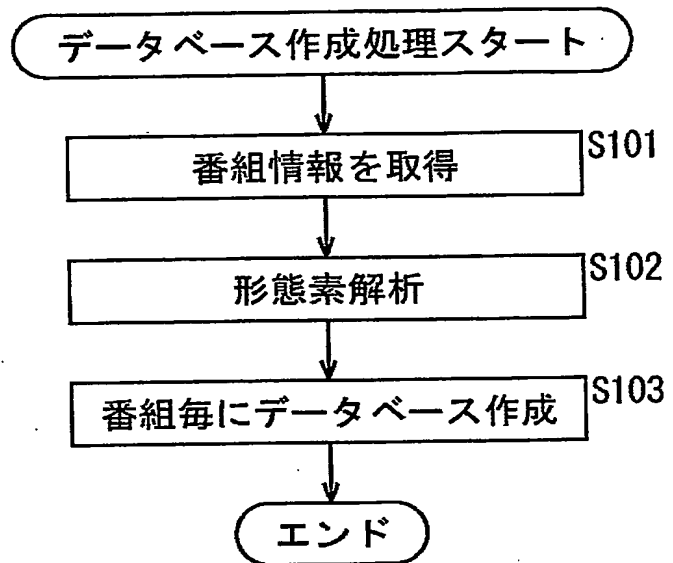 データベース作成処理スタート
S101
番組情報を取得
S102
形態素解析
S103
番組毎にデータベース作成
エンド